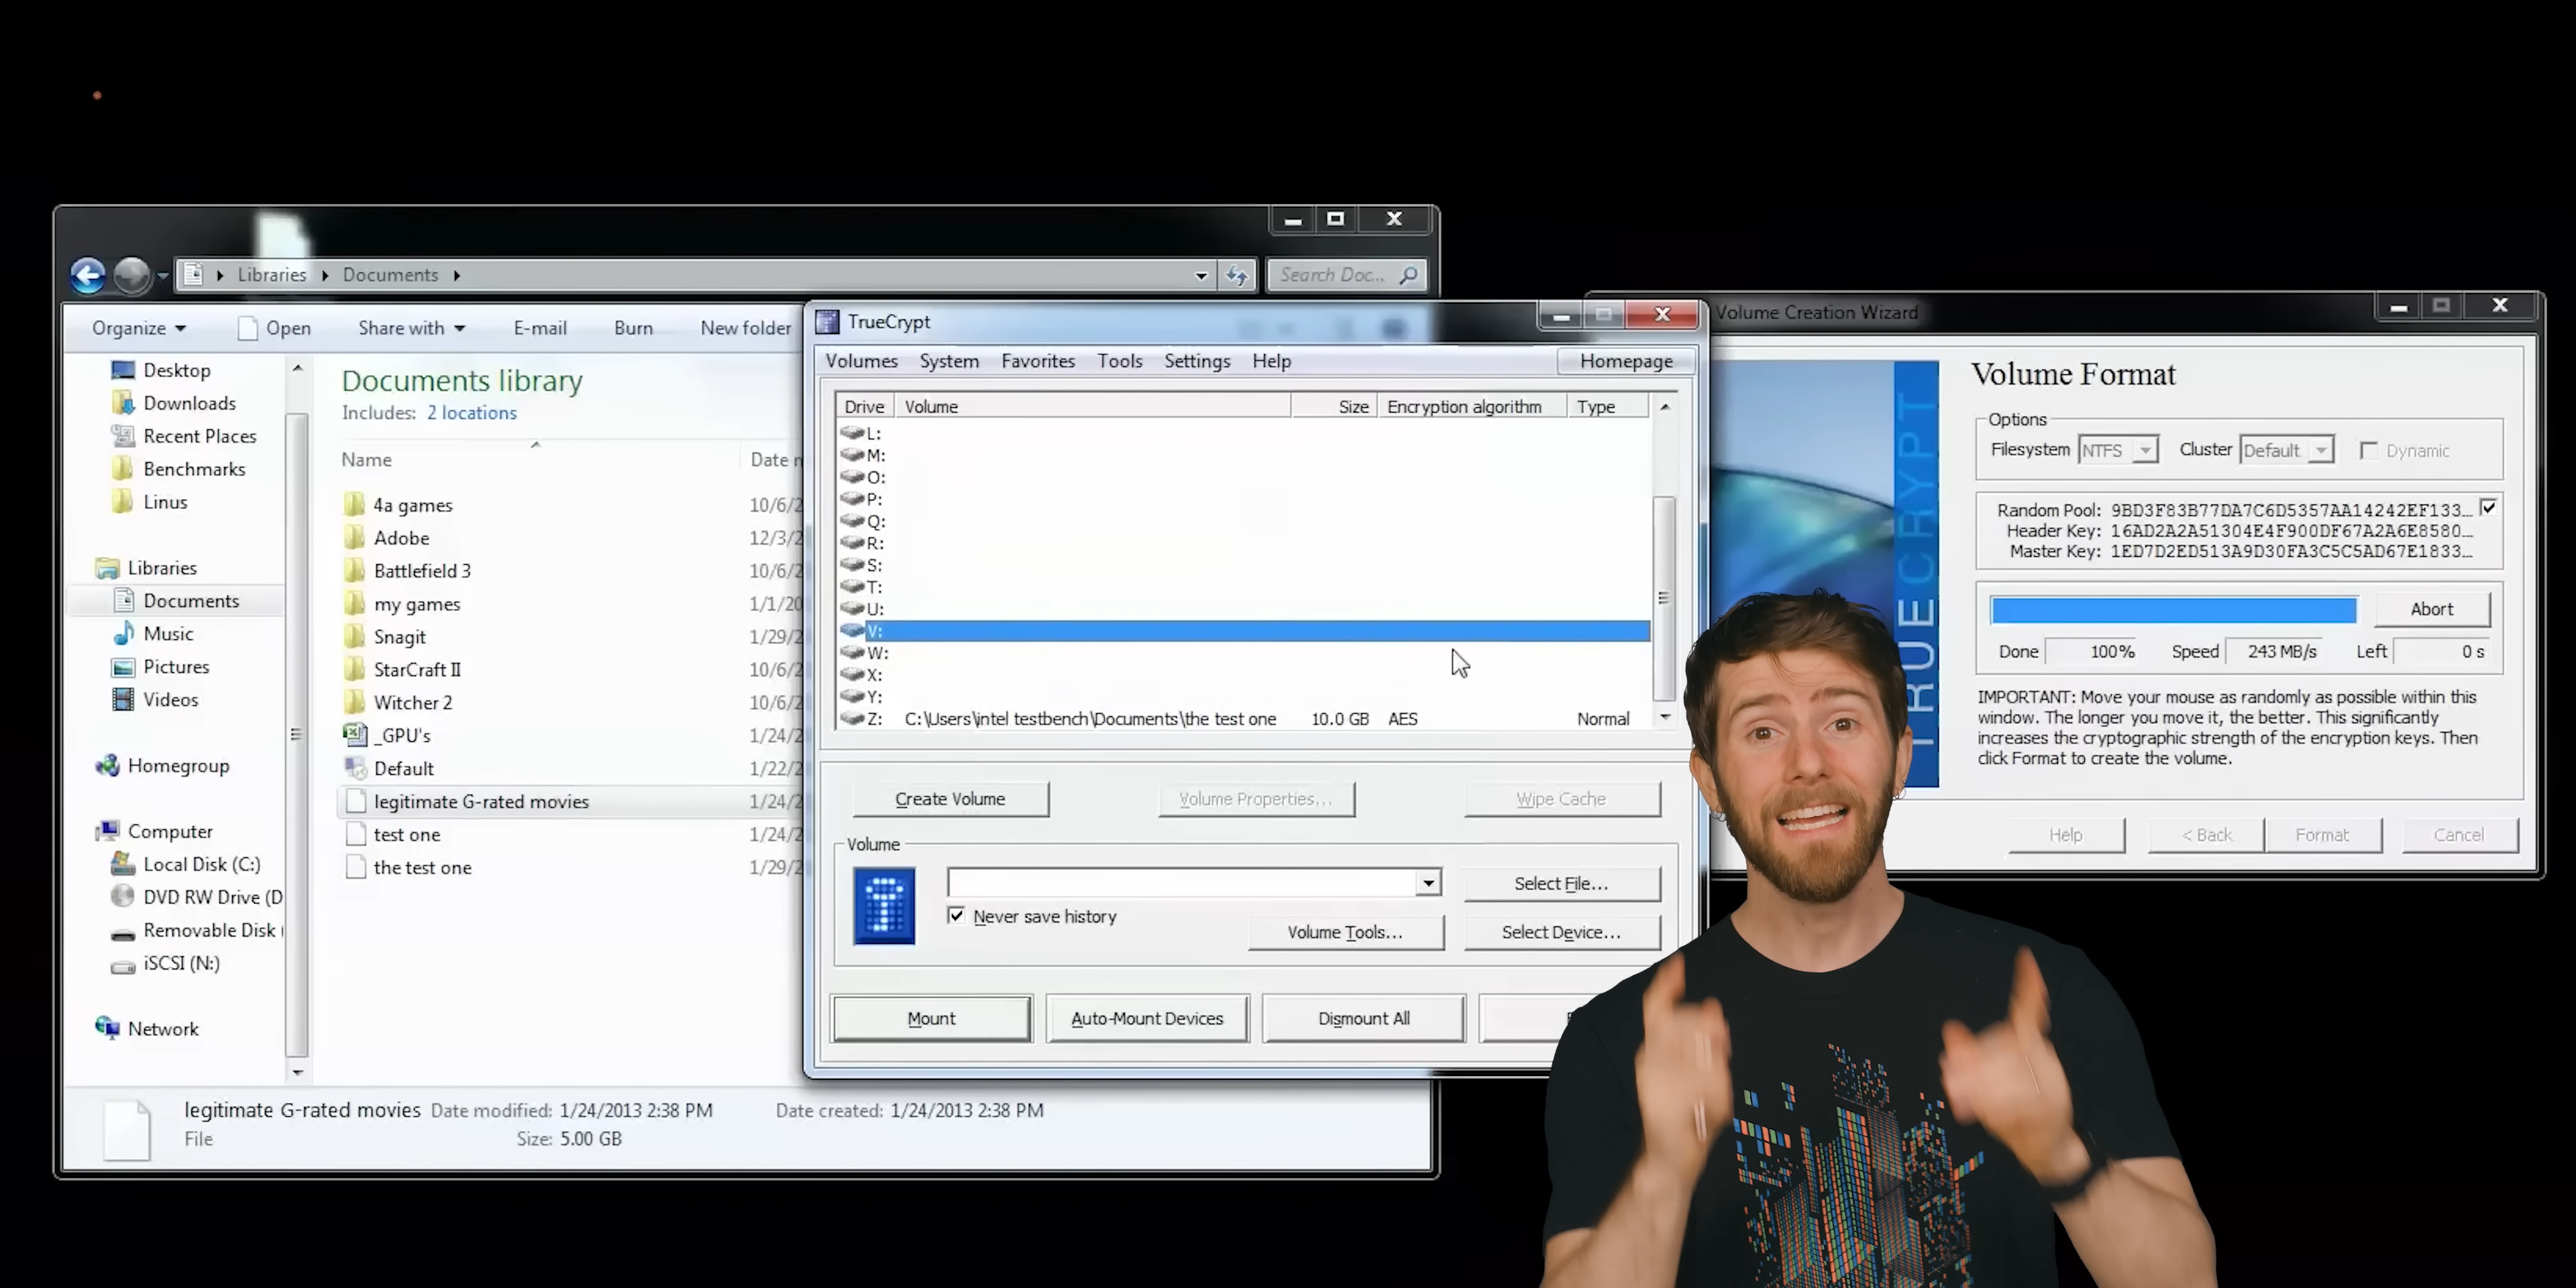 Libraries Documents
Search Doc...
Organize Open Share with E-mail Burn New folder
Desktop
Downloads
Recent Places
Benchmarks
Linus
Libraries
Documents
Music
Pictures
Videos
Homegroup
Computer
Local Disk (C:)
DVD RW Drive (D
Removable Disk
iSCSI (N:)
Network
Documents library
Includes: 2 locations
Name Date
4a games 10/6/2
Adobe 12/3/2
Battlefield 3 10/6/2
my games 1/1/20
Snagit 1/29/2
StarCraft II 10/6/2
Witcher 2 10/6/2
_GPU's 1/24/2
Default 1/22/2
legitimate G-rated movies 1/24/2
test one 1/24/2
the test one 1/29/2
legitimate G-rated movies Date modified: 1/24/2013 2:38 PM Date created: 1/24/2013 2:38 PM
File Size: 5.00 GB
TrueCrypt
Volumes System Favorites Tools Settings Help Homepage
Drive Volume Size Encryption algorithm Type
L:
M:
O:
P:
Q:
R:
S:
T:
U:
V:
W:
X:
Y:
Z: C:\Users\intel testbench\Documents\the test one 10.0 GB AES Normal
Create Volume Volume Properties... Wipe Cache
Volume
Select File...
Never save history
Volume Tools... Select Device...
Mount Auto-Mount Devices Dismount All
Volume Creation Wizard
TRUECRYPT
Volume Format
Options
Filesystem NTFS Cluster Default Dynamic
Random Pool: 9BD3F83B77DA7C6D5357AA14242EF133...
Header Key: 16AD2A2A51304E4F900DF67A2A6E8580...
Master Key: 1ED7D2ED513A9D30FA3C5C5AD67E1833...
Abort
Done 100% Speed 243 MB/s Left 0 s
IMPORTANT: Move your mouse as randomly as possible within this
window. The longer you move it, the better. This significantly
increases the cryptographic strength of the encryption keys. Then
click Format to create the volume.
Help < Back Format Cancel